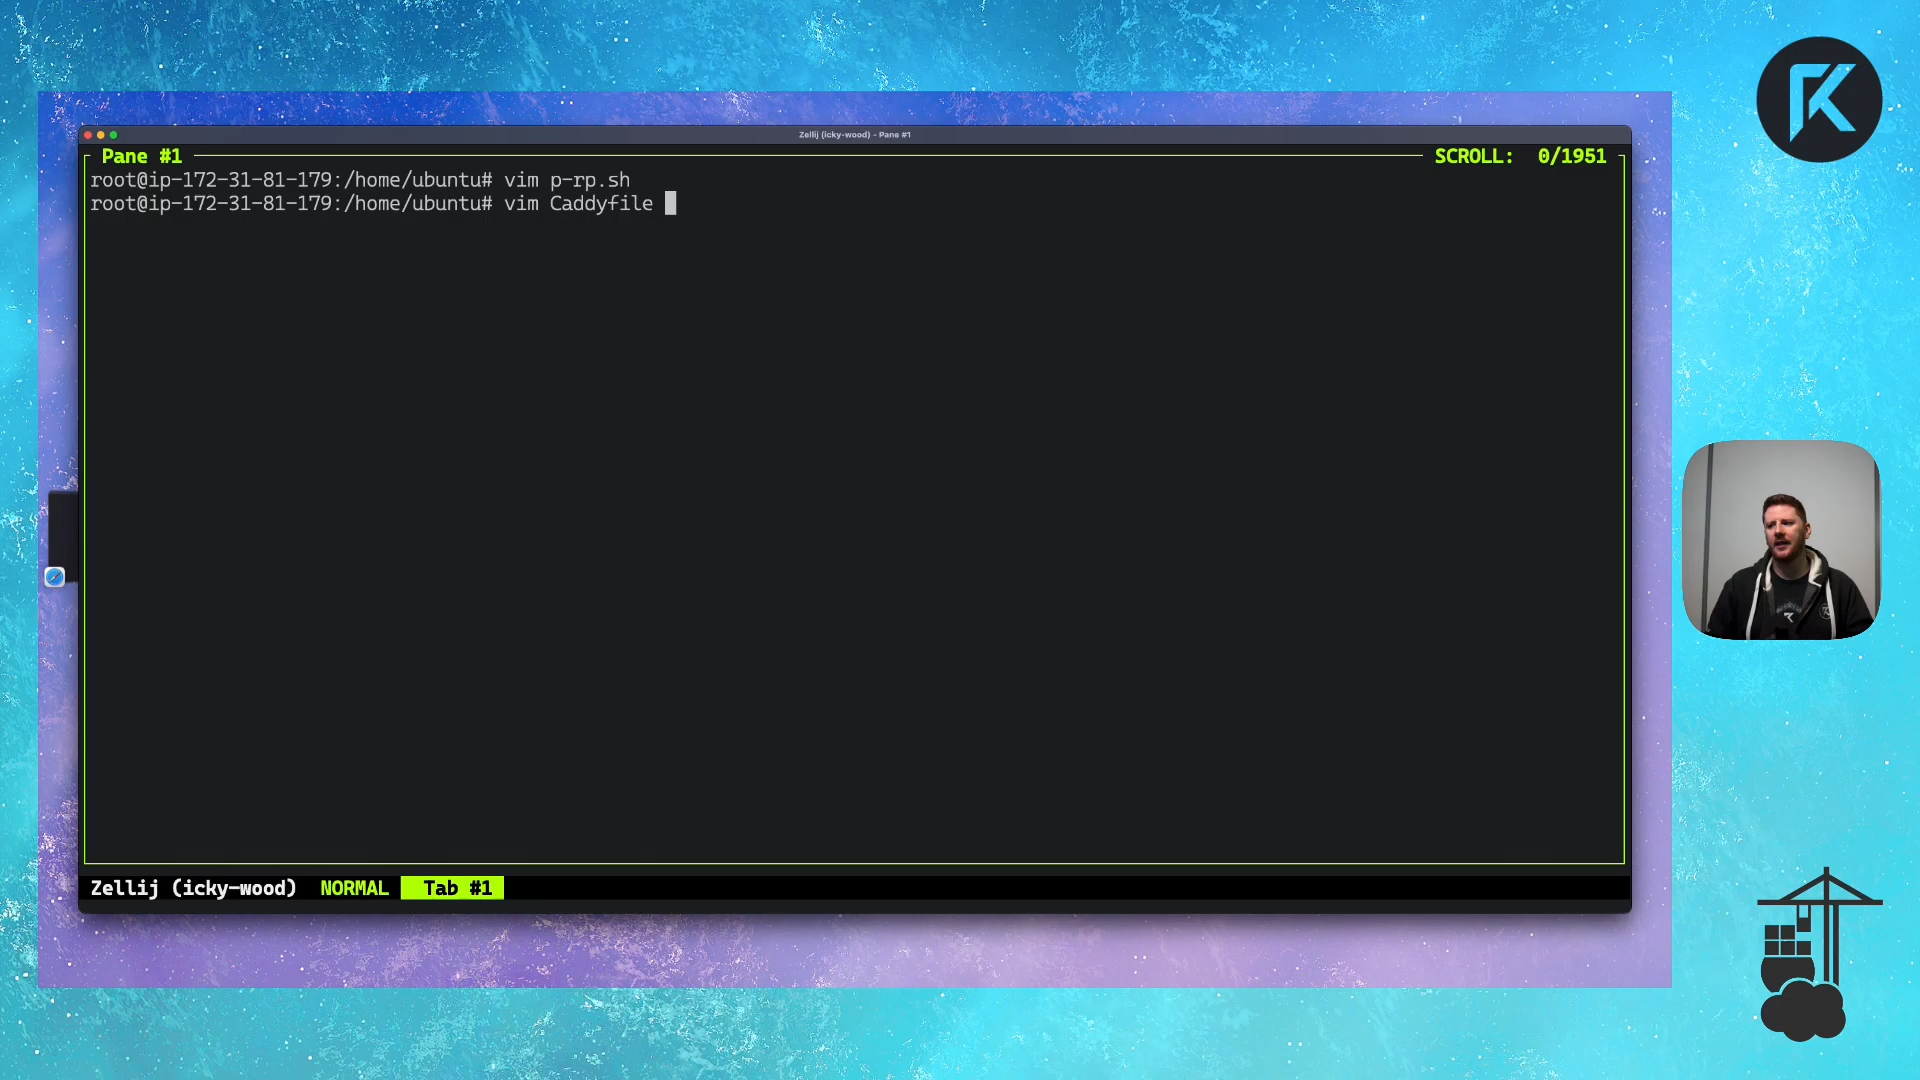 Zellij (icky-wood) - Pane #1
Pane #1 SCROLL: 0/1951
root@ip-172-31-81-179:/home/ubuntu# vim p-rp.sh
root@ip-172-31-81-179:/home/ubuntu# vim Caddyfile
Zellij (icky-wood) NORMAL Tab #1